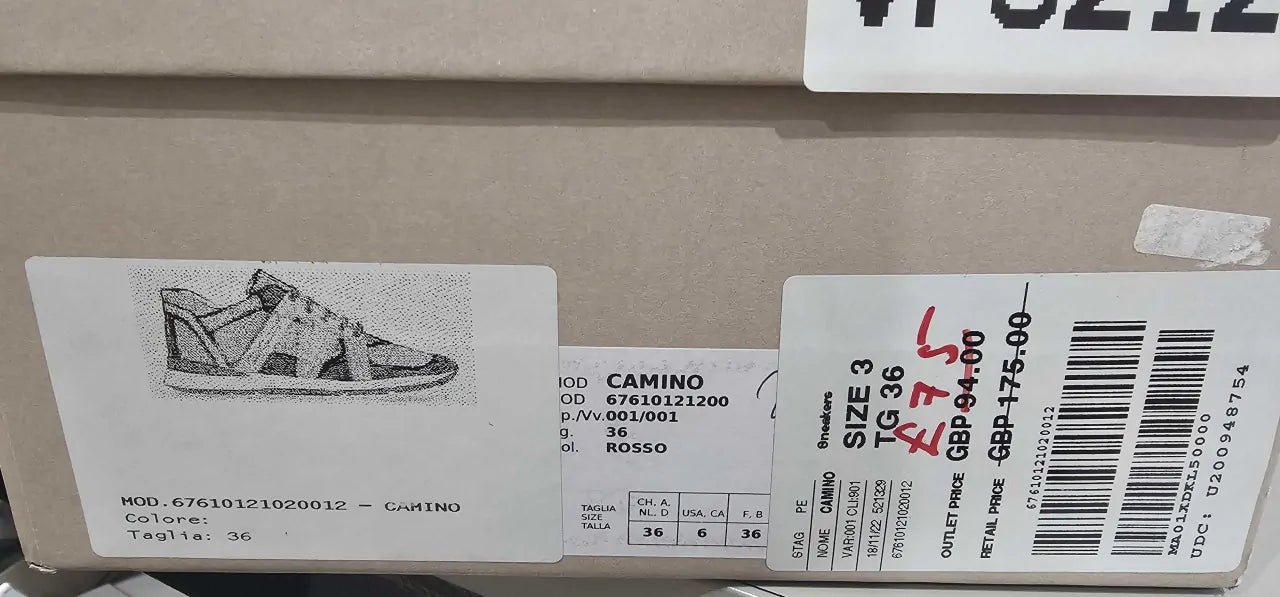 MOD.67610121020012 — CAMINO
Colore:
Taglia: 36
CAMINO
67610121200
p./Vv.001/001
g. 36
ol. ROSSO
TAGLIA
SIZE
TALLA
CH. A.
NL. D
USA, CA
F. B
36
6
36
Sneakers
SIZE 3
TG 36
£75
STAG PE
NOME CAMINO
VAR:001 CLI:901
18/11/22 521329
67610121020012
OUTLET PRICE GBP 94.00
RETAIL PRICE GBP 175.00
67610121020012
MA01XDKL50000
UDC: U200948754